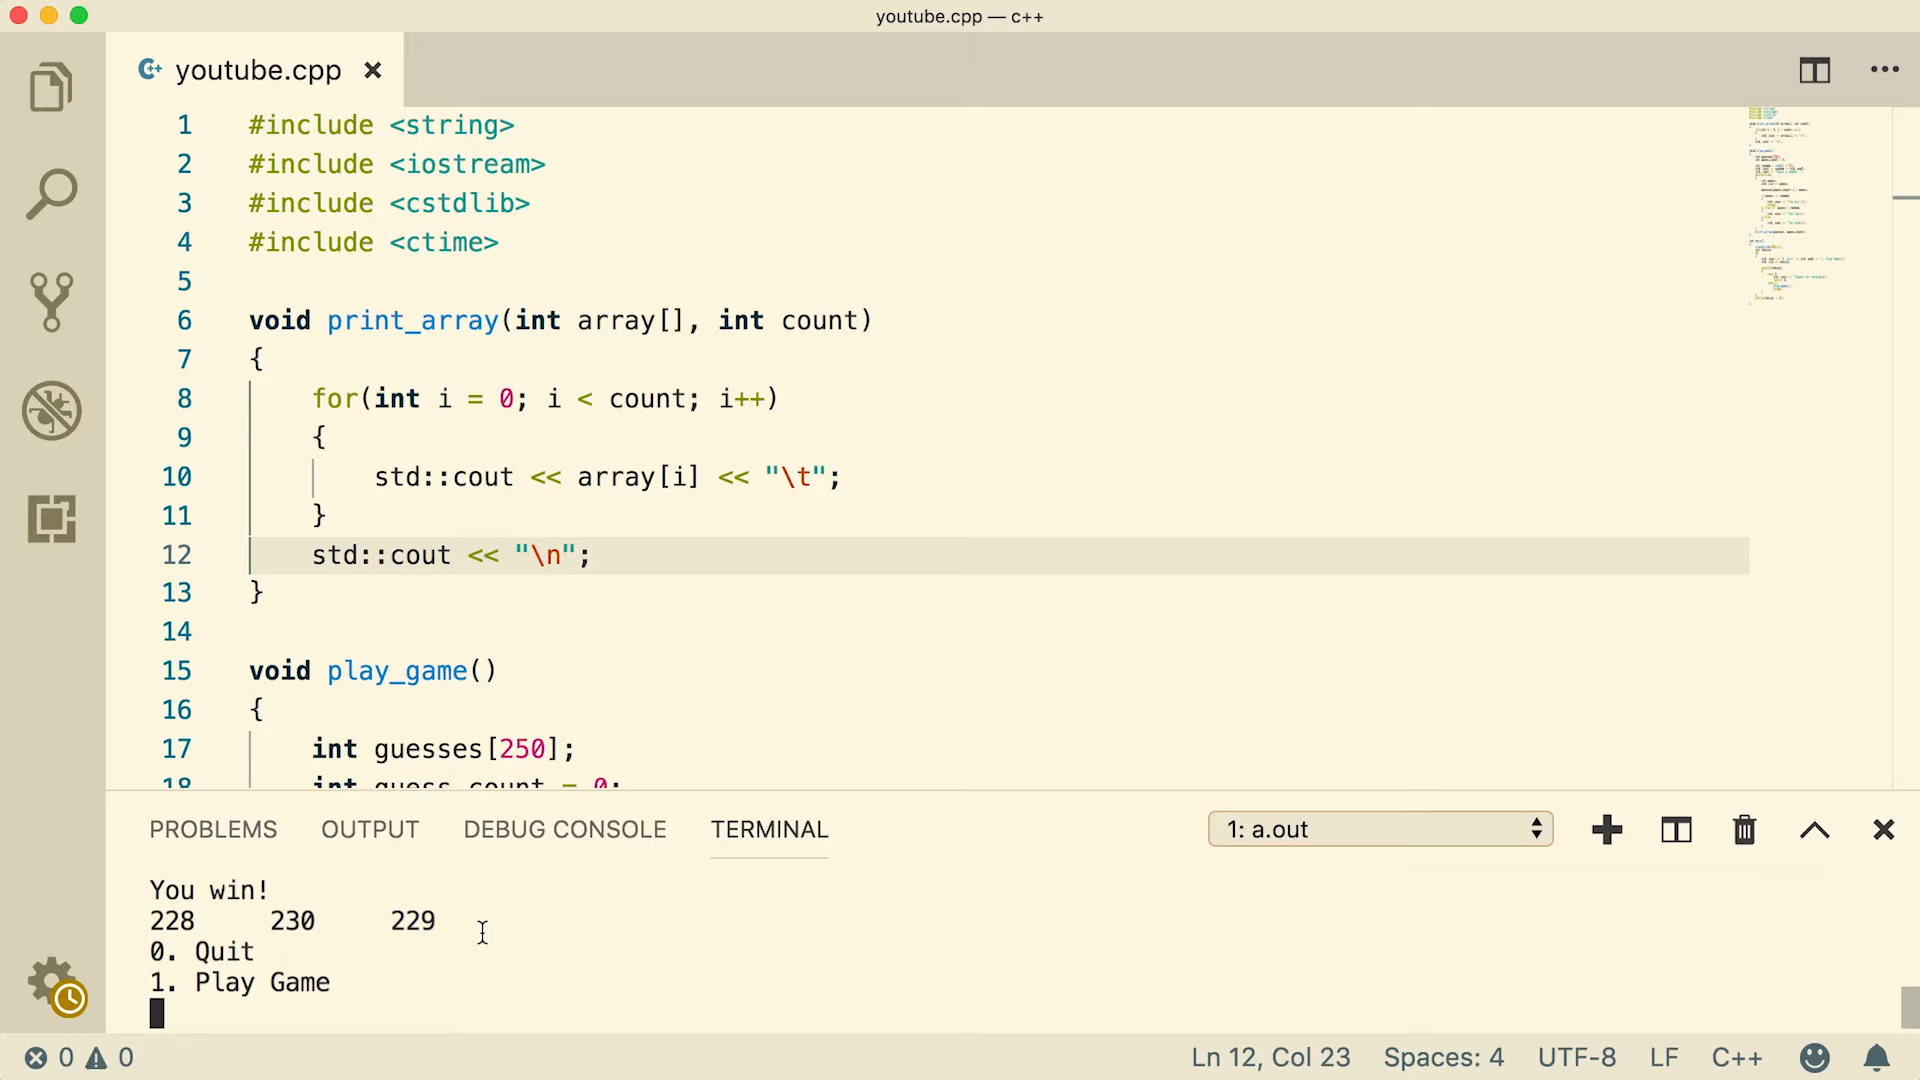 youtube.cpp — c++
youtube.cpp
1 #include <string>
2 #include <iostream>
3 #include <cstdlib>
4 #include <ctime>
5
6 void print_array(int array[], int count)
7 {
8 for(int i = 0; i < count; i++)
9 {
10 std::cout << array[i] << "\t";
11 }
12 std::cout << "\n";
13 }
14
15 void play_game()
16 {
17 int guesses[250];
18 int guess_count = 0;
PROBLEMS OUTPUT DEBUG CONSOLE TERMINAL 1: a.out
You win!
228 230 229
0. Quit
1. Play Game
0 0 Ln 12, Col 23 Spaces: 4 UTF-8 LF C++